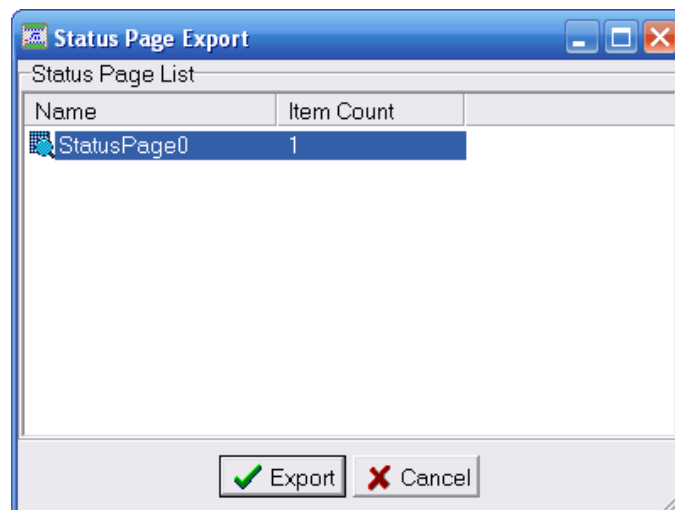 Status Page Export
Status Page List
Name Item Count
StatusPage0 1
Export Cancel